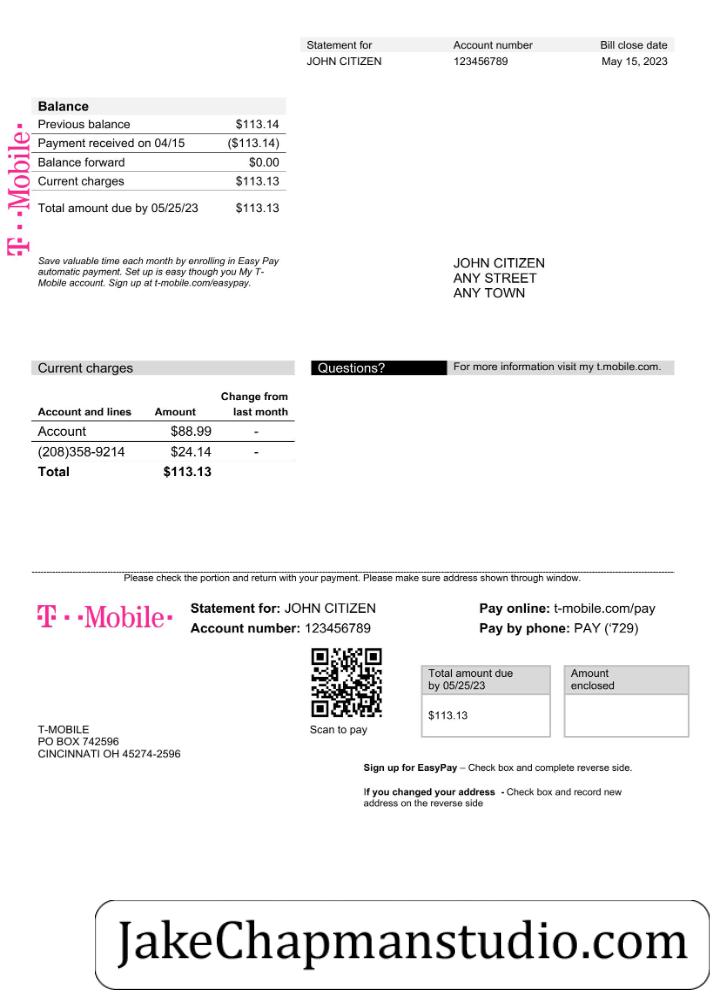 Statement for Account number Bill close date
JOHN CITIZEN 123456789 May 15, 2023
Balance
Previous balance $113.14
Payment received on 04/15 ($113.14)
Balance forward $0.00
Current charges $113.13
Total amount due by 05/25/23 $113.13
T··Mobile·
Save valuable time each month by enrolling in Easy Pay
automatic payment. Set up is easy though you My T-
Mobile account. Sign up at t-mobile.com/easypay.
JOHN CITIZEN
ANY STREET
ANY TOWN
Current charges
Questions? For more information visit my t.mobile.com.
Change from
Account and lines Amount last month
Account $88.99 -
(208)358-9214 $24.14 -
Total $113.13
Please check the portion and return with your payment. Please make sure address shown through window.
T··Mobile·
Statement for: JOHN CITIZEN
Account number: 123456789
Pay online: t-mobile.com/pay
Pay by phone: PAY (‘729)
Scan to pay
Total amount due
by 05/25/23
$113.13
Amount
enclosed
T-MOBILE
PO BOX 742596
CINCINNATI OH 45274-2596
Sign up for EasyPay – Check box and complete reverse side.
If you changed your address - Check box and record new
address on the reverse side
JakeChapmanstudio.com